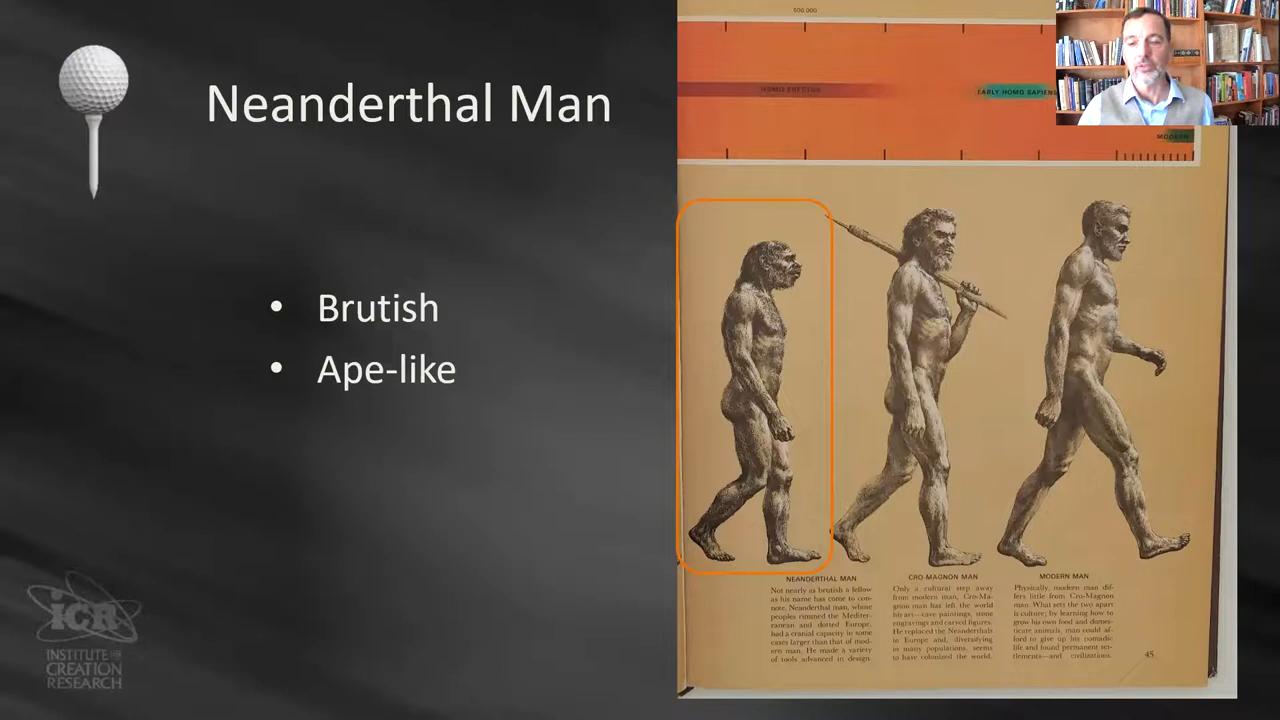 Neanderthal Man
• Brutish
• Ape-like
ICR
INSTITUTE FOR
CREATION
RESEARCH
500,000
HOMO ERECTUS
EARLY HOMO SAPIENS
MODERN
NEANDERTHAL MAN
Not nearly as brutish a fellow
as his name has come to con-
note, Neanderthal man, whose
peoples rimmed the Mediter-
ranean and dotted Europe,
had a cranial capacity in some
cases larger than that of mod-
ern man. He made a variety
of tools advanced in design.
CRO-MAGNON MAN
Only a cultural step away
from modern man, Cro-Ma-
gnon man has left the world
his art—cave paintings, stone
engravings and carved figures.
He replaced the Neanderthals
in Europe and, diversifying
in many populations, seems
to have colonized the world.
MODERN MAN
Physically, modern man dif-
fers little from Cro-Magnon
man. What sets the two apart
is culture; by learning how to
grow his own food and domes-
ticate animals, man could af-
ford to give up his nomadic
life and found permanent set-
tlements—and civilizations.
45